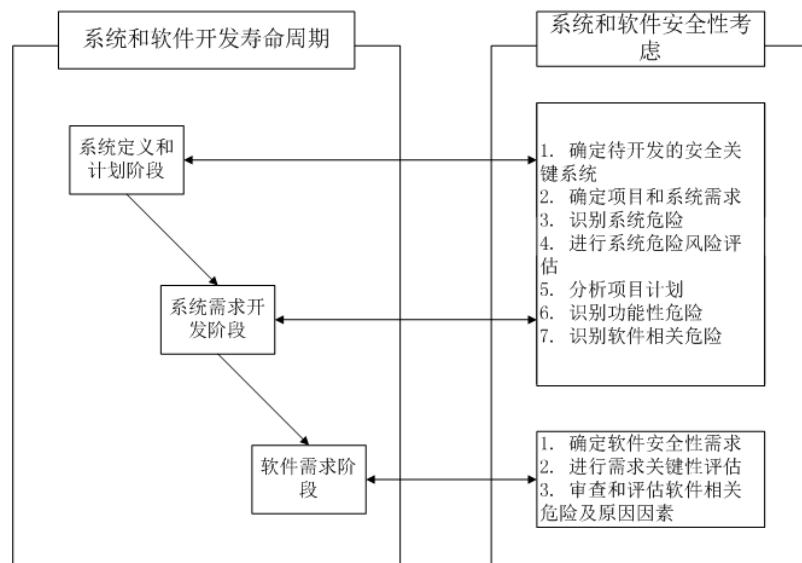 系统和软件开发寿命周期
系统和软件安全性考
虑
系统定义和
计划阶段
1. 确定待开发的安全关
键系统
2. 确定项目和系统需求
3. 识别系统危险
4. 进行系统危险风险评
估
5. 分析项目计划
6. 识别功能性危险
7. 识别软件相关危险
系统需求开
发阶段
软件需求阶
段
1. 确定软件安全性需求
2. 进行需求关键性评估
3. 审查和评估软件相关
危险及原因因素